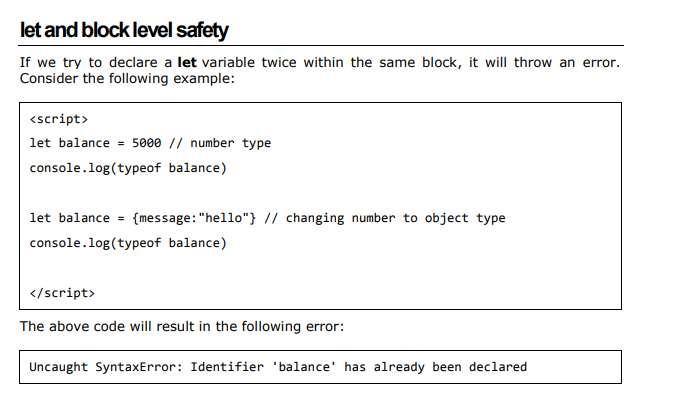 let and block level safety
If we try to declare a let variable twice within the same block, it will throw an error.
Consider the following example:
<script>
let balance = 5000 // number type
console.log(typeof balance)
let balance = {message:"hello"} // changing number to object type
console.log(typeof balance)
</script>
The above code will result in the following error:
Uncaught SyntaxError: Identifier 'balance' has already been declared